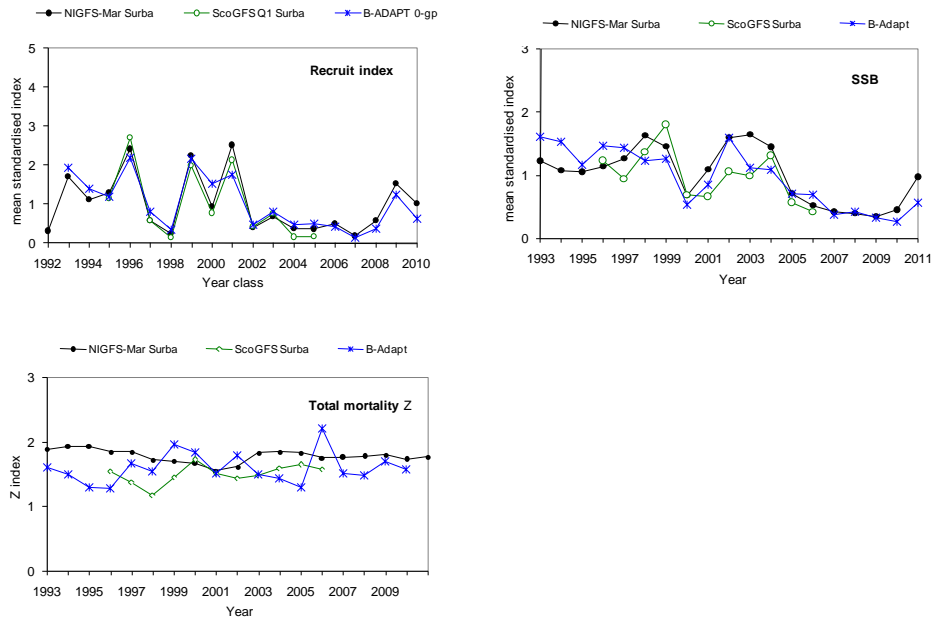 NIGFS-Mar Surba ScoGFS Q1 Surba B-ADAPT 0-gp
Recruit index
mean standardised index
5
4
3
2
1
0
1992 1994 1996 1998 2000 2002 2004 2006 2008 2010
Year class
NIGFS-Mar Surba ScoGFS Surba B-Adapt
SSB
mean standardised index
3
2
1
0
1993 1995 1997 1999 2001 2003 2005 2007 2009 2011
Year
NIGFS-Mar Surba ScoGFS Surba B-Adapt
Total mortality Z
Z index
3
2
1
0
1993 1995 1997 1999 2001 2003 2005 2007 2009
Year